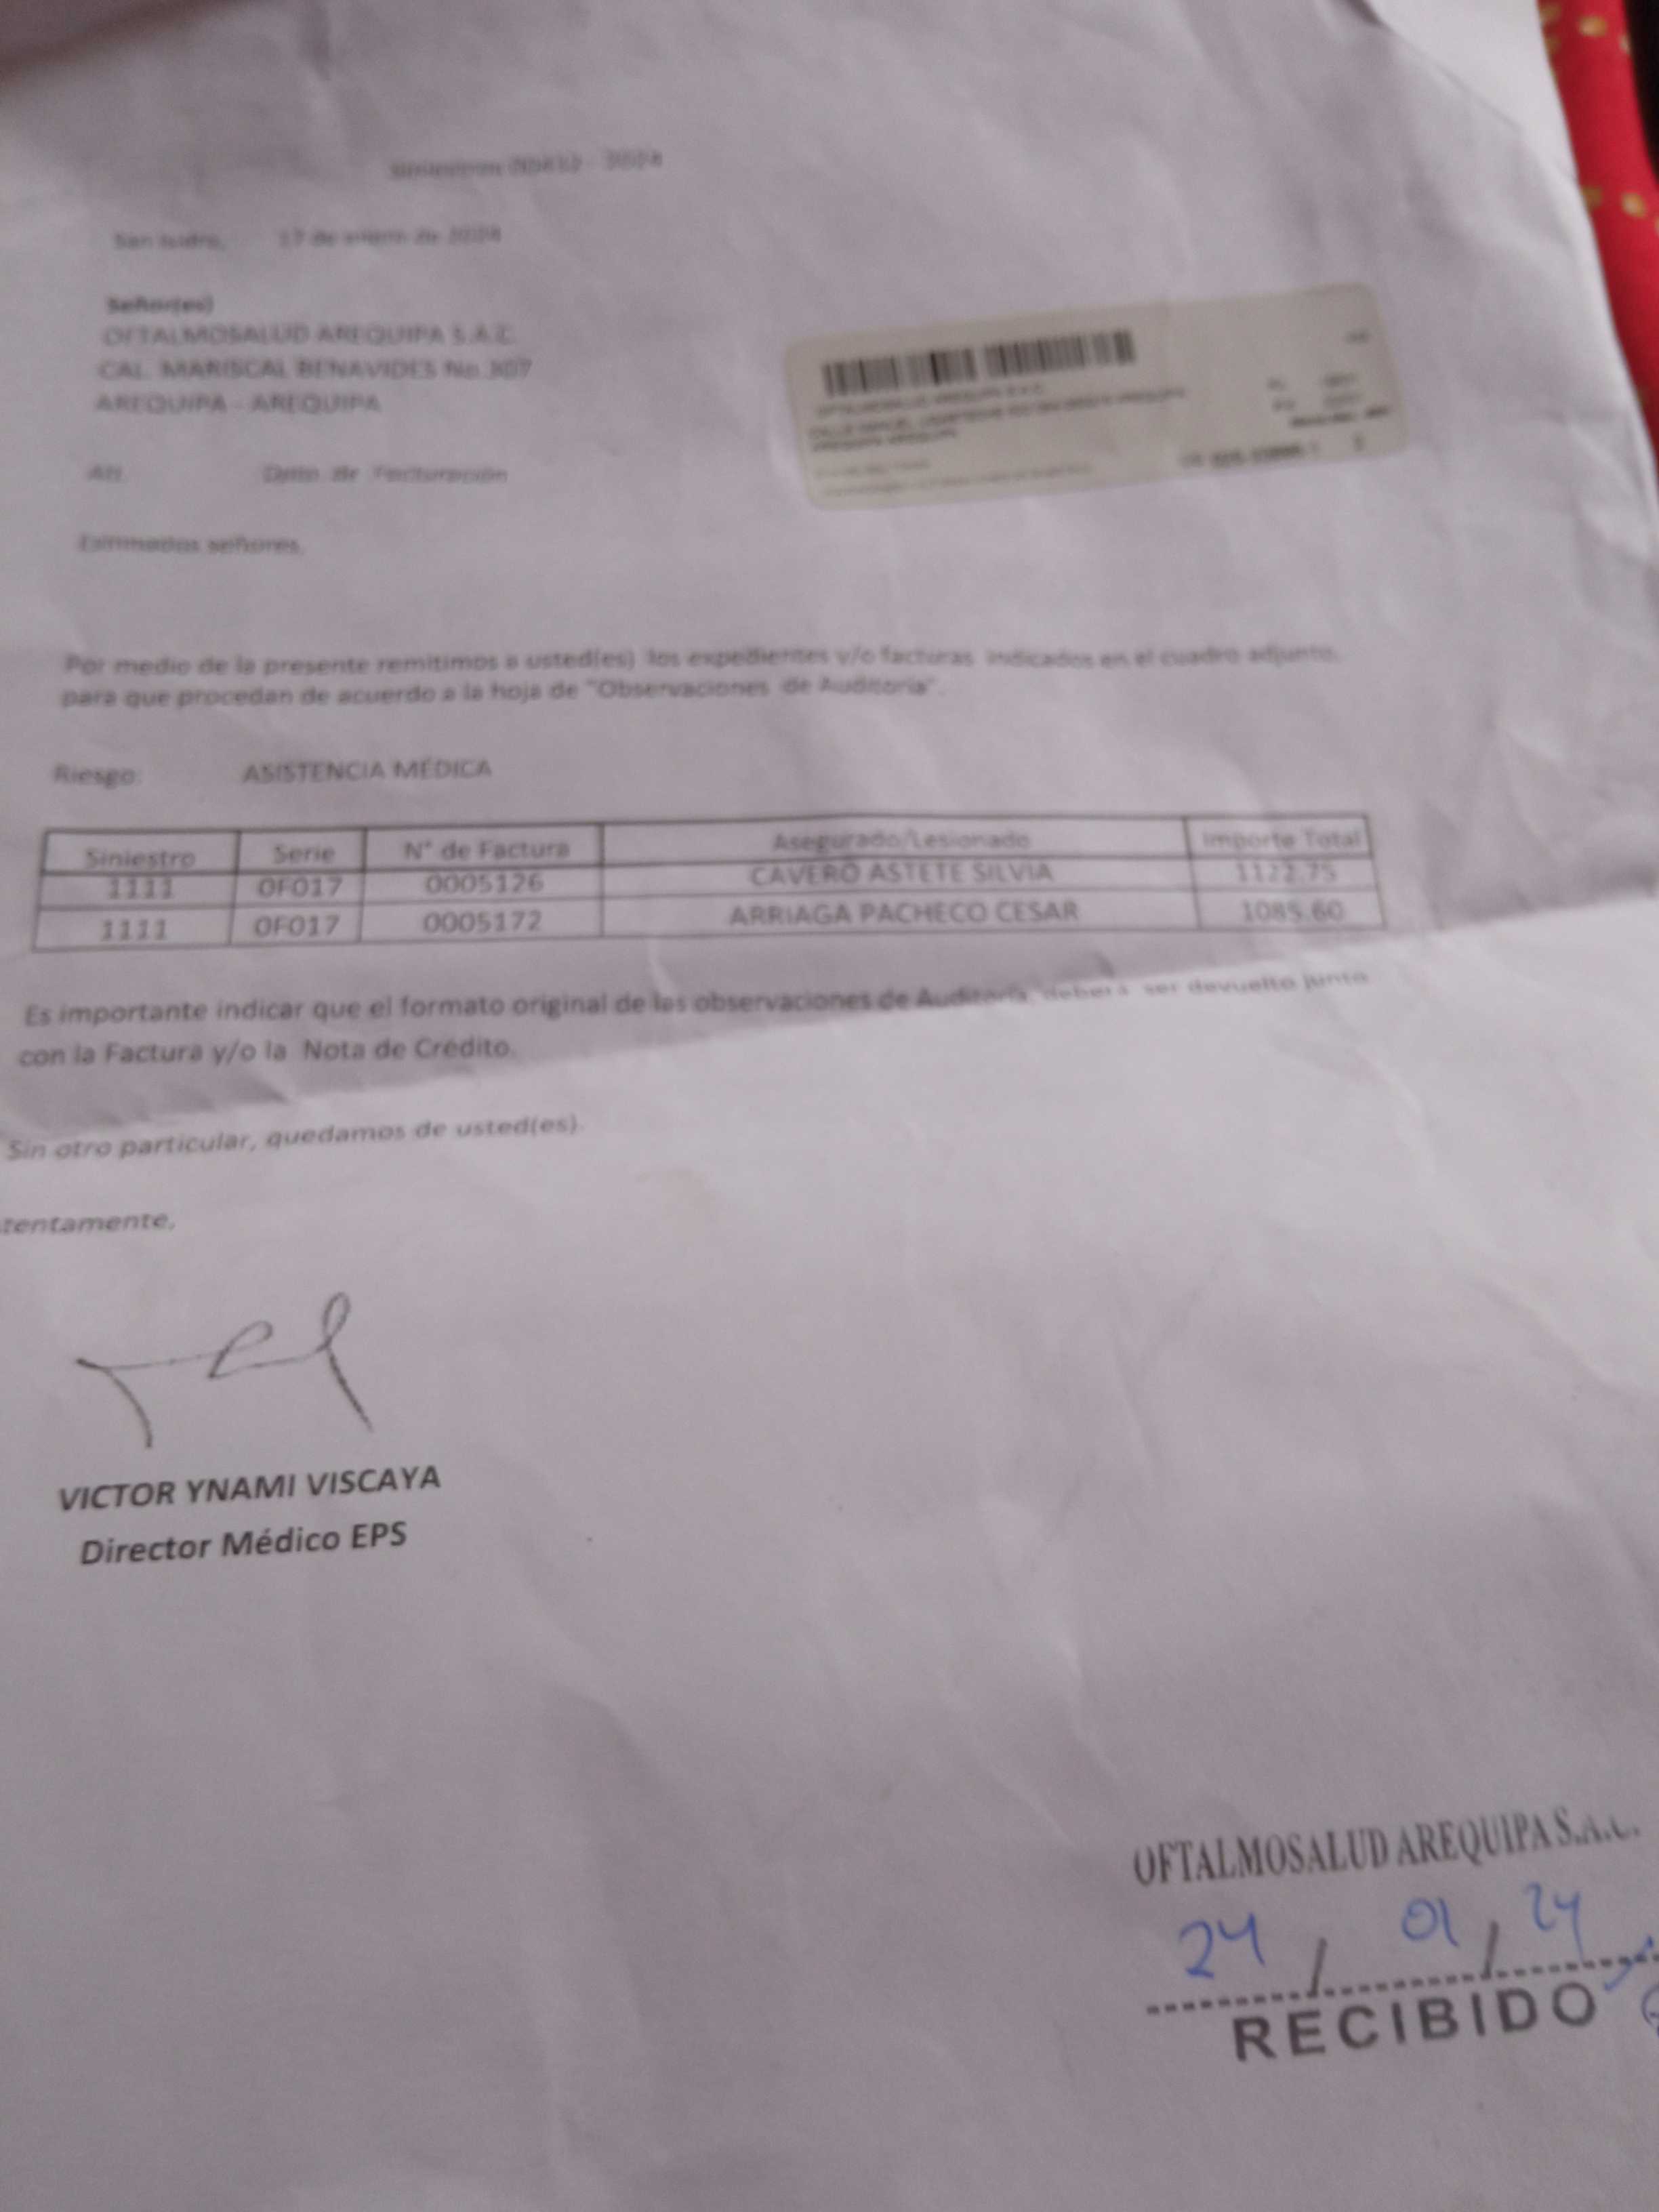 San Isidro, 17 de enero de 2024
Señor(es)
OFTALMOSALUD AREQUIPA S.A.C.
CAL. MARISCAL BENAVIDES No.
AREQUIPA - AREQUIPA
Att. Dpto. de Facturación
Estimados señores,
Por medio de la presente remitimos a usted(es) los expedientes y/o facturas indicados en el cuadro adjunto,
para que procedan de acuerdo a la hoja de "Observaciones de Auditoría".
Riesgo: ASISTENCIA MÉDICA
Siniestro Serie N° de Factura Asegurado/Lesionado Importe Total
1111 0F017 0005126 CAVERO ASTETE SILVIA 1122.75
1111 0F017 0005172 ARRIAGA PACHECO CESAR 1085.60
Es importante indicar que el formato original de las observaciones de Auditoría, deberá ser devuelto junto
con la Factura y/o la Nota de Crédito.
Sin otro particular, quedamos de usted(es).
tentamente,
VICTOR YNAMI VISCAYA
Director Médico EPS
OFTALMOSALUD AREQUIPA S.A.C.
24 / 01 / 24
RECIBIDO